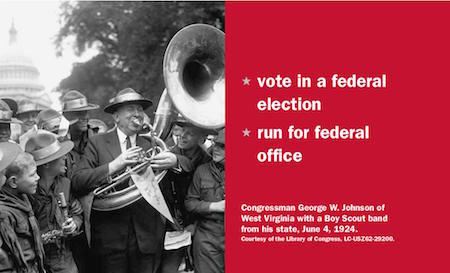 ★ vote in a federal
election
★ run for federal
office
Congressman George W. Johnson of
West Virginia with a Boy Scout band
from his state, June 4, 1924.
Courtesy of the Library of Congress, LC-USZ62-29200.